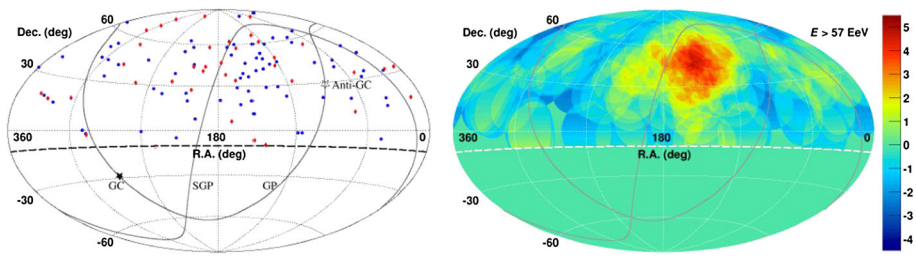 60
Dec. (deg)
30
Anti-GC
360
180
0
R.A. (deg)
GC
SGP
GP
-30
-60
60
E > 57 EeV
Dec. (deg)
30
360
180
0
R.A. (deg)
-30
-60
5
4
3
2
1
0
-1
-2
-3
-4